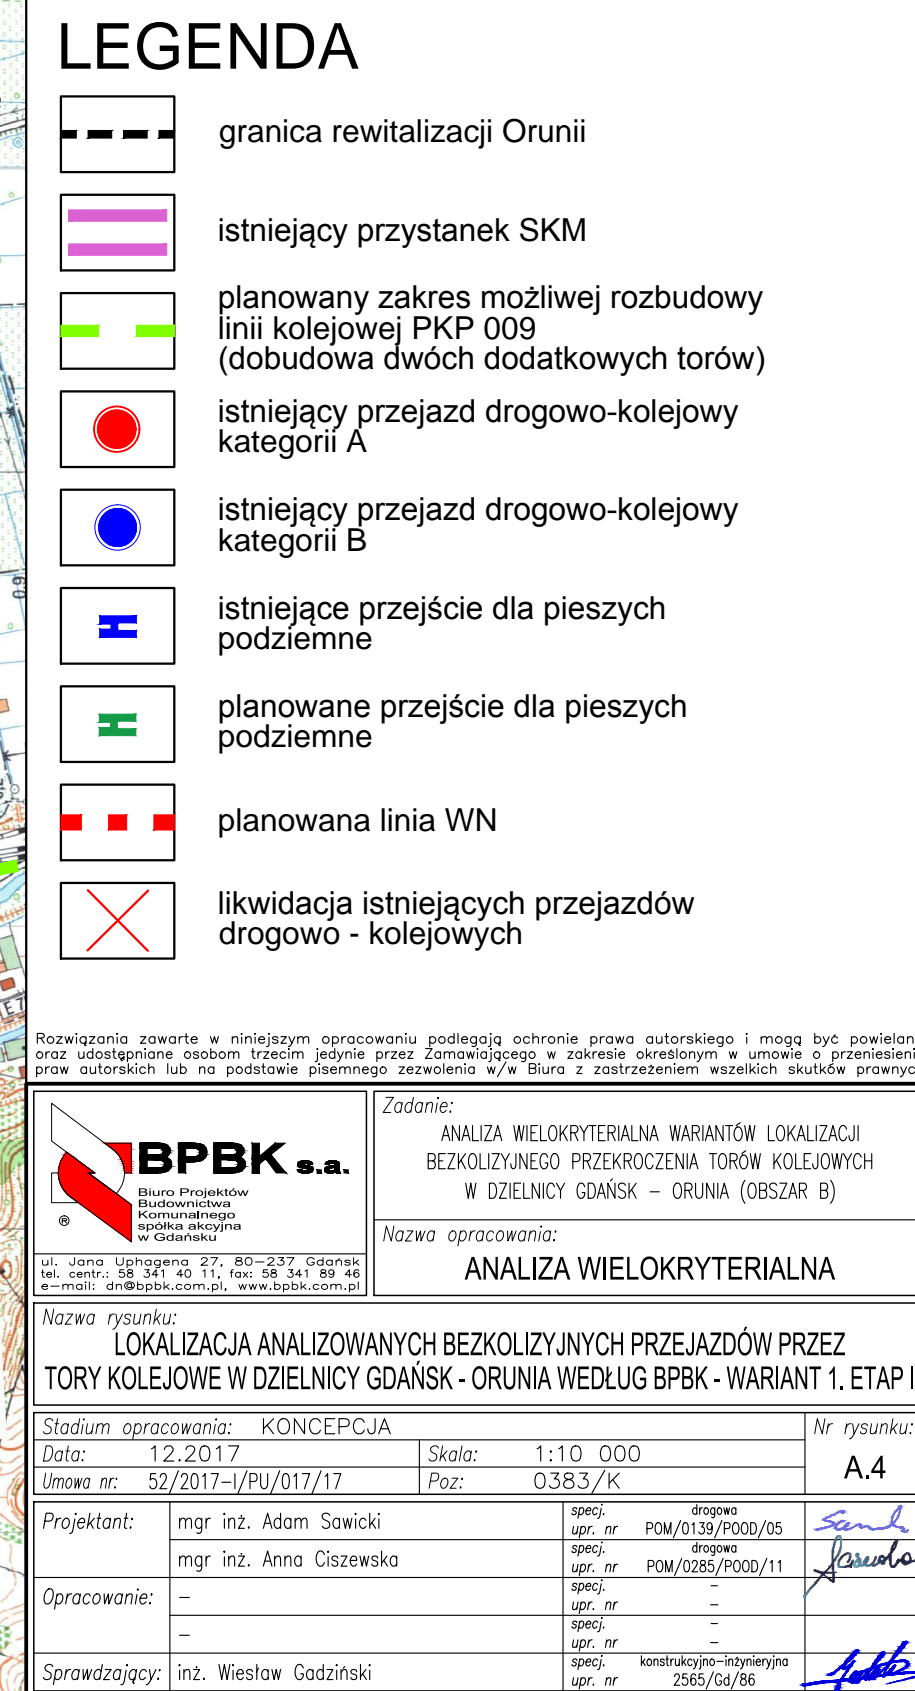 LEGENDA
granica rewitalizacji Orunii
istniejący przystanek SKM
planowany zakres możliwej rozbudowy
linii kolejowej PKP 009
(dobudowa dwóch dodatkowych torów)
istniejący przejazd drogowo-kolejowy
kategorii A
istniejący przejazd drogowo-kolejowy
kategorii B
istniejące przejście dla pieszych
podziemne
planowane przejście dla pieszych
podziemne
planowana linia WN
likwidacja istniejących przejazdów
drogowo - kolejowych
0.9
E7
Rozwiązania zawarte w niniejszym opracowaniu podlegają ochronie prawa autorskiego i mogą być powielan
oraz udostępniane osobom trzecim jedynie przez Zamawiającego w zakresie określonym w umowie o przeniesieni
praw autorskich lub na podstawie pisemnego zezwolenia w/w Biura z zastrzeżeniem wszelkich skutków prawnyc
BPBK s.a.
Biuro Projektów
Budownictwa
Komunalnego
spółka akcyjna
w Gdańsku
®
ul. Jana Uphagena 27, 80-237 Gdańsk
tel. centr.: 58 341 40 11, fax: 58 341 89 46
e-mail: dn@bpbk.com.pl, www.bpbk.com.pl
Zadanie:
ANALIZA WIELOKRYTERIALNA WARIANTÓW LOKALIZACJI
BEZKOLIZYJNEGO PRZEKROCZENIA TORÓW KOLEJOWYCH
W DZIELNICY GDAŃSK – ORUNIA (OBSZAR B)
Nazwa opracowania:
ANALIZA WIELOKRYTERIALNA
Nazwa rysunku:
LOKALIZACJA ANALIZOWANYCH BEZKOLIZYJNYCH PRZEJAZDÓW PRZEZ
TORY KOLEJOWE W DZIELNICY GDAŃSK - ORUNIA WEDŁUG BPBK - WARIANT 1. ETAP I
Stadium opracowania: KONCEPCJA
Nr rysunku:
Data: 12.2017 Skala: 1:10 000
A.4
Umowa nr: 52/2017-I/PU/017/17 Poz: 0383/K
Projektant: mgr inż. Adam Sawicki specj. drogowa
upr. nr POM/0139/POOD/05
mgr inż. Anna Ciszewska specj. drogowa
upr. nr POM/0285/POOD/11
Opracowanie: – specj. –
upr. nr –
– specj. –
upr. nr –
Sprawdzający: inż. Wiesław Gadziński specj. konstrukcyjno-inżynieryjna
upr. nr 2565/Gd/86